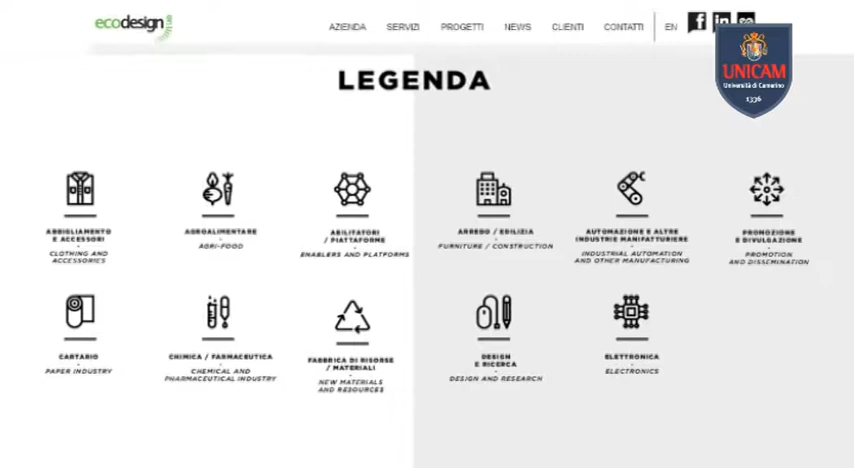 ecodesign lab
AZIENDA SERVIZI PROGETTI NEWS CLIENTI CONTATTI EN
UNICAM
Università di Camerino
1336
LEGENDA
ABBIGLIAMENTO
E ACCESSORI
-
CLOTHING AND
ACCESSORIES
AGROALIMENTARE
-
AGRI-FOOD
ABILITATORI
/ PIATTAFORME
-
ENABLERS AND PLATFORMS
ARREDO / EDILIZIA
-
FURNITURE / CONSTRUCTION
AUTOMAZIONE E ALTRE
INDUSTRIE MANIFATTURIERE
-
INDUSTRIAL AUTOMATION
AND OTHER MANUFACTURING
PROMOZIONE
E DIVULGAZIONE
-
PROMOTION
AND DISSEMINATION
CARTARIO
-
PAPER INDUSTRY
CHIMICA / FARMACEUTICA
-
CHEMICAL AND
PHARMACEUTICAL INDUSTRY
FABBRICA DI RISORSE
/ MATERIALI
-
NEW MATERIALS
AND RESOURCES
DESIGN
E RICERCA
-
DESIGN AND RESEARCH
ELETTRONICA
-
ELECTRONICS